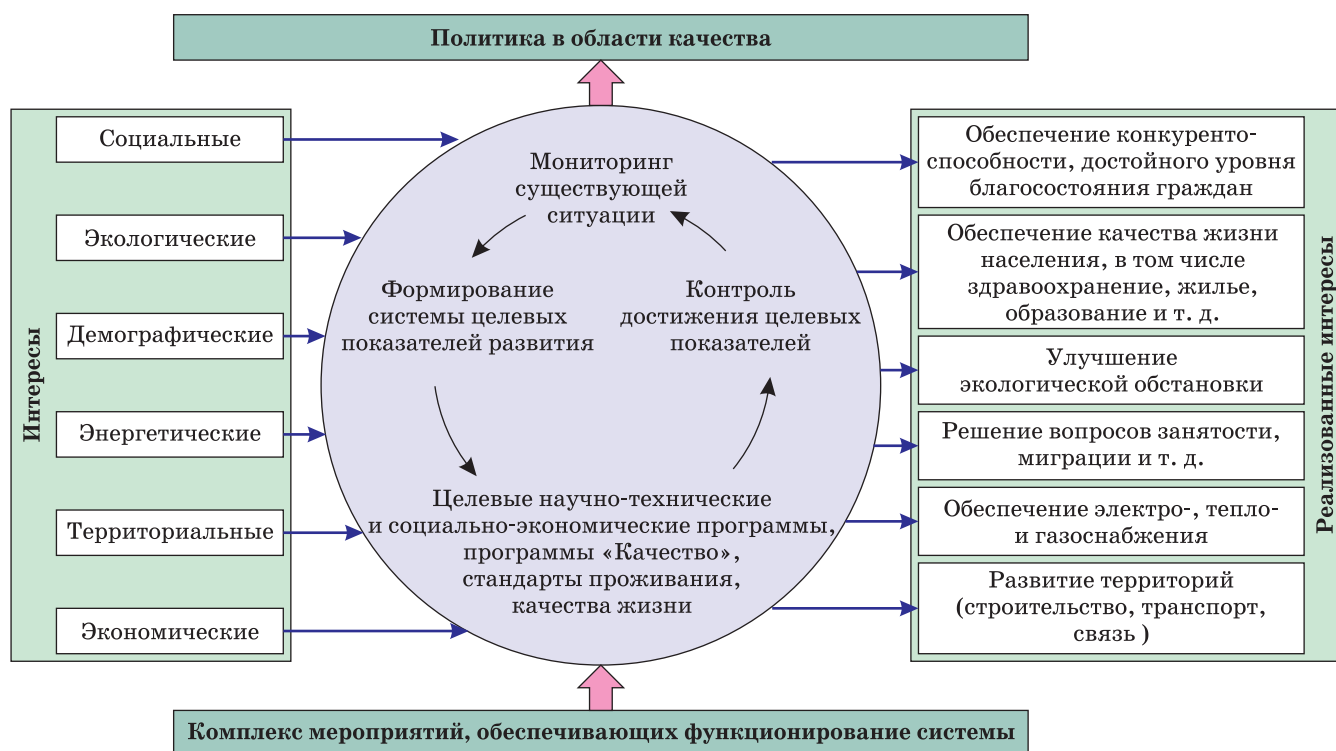 Политика в области качества
Интересы
Социальные
Экологические
Демографические
Энергетические
Территориальные
Экономические
Мониторинг
существующей
ситуации
Формирование
системы целевых
показателей развития
Контроль
достижения целевых
показателей
Целевые научно-технические
и социально-экономические программы,
программы «Качество»,
стандарты проживания,
качества жизни
Обеспечение конкуренто-
способности, достойного уровня
благосостояния граждан
Обеспечение качества жизни
населения, в том числе
здравоохранение, жилье,
образование и т. д.
Улучшение
экологической обстановки
Решение вопросов занятости,
миграции и т. д.
Обеспечение электро-, тепло-
и газоснабжения
Развитие территорий
(строительство, транспорт,
связь )
Реализованные интересы
Комплекс мероприятий, обеспечивающих функционирование системы